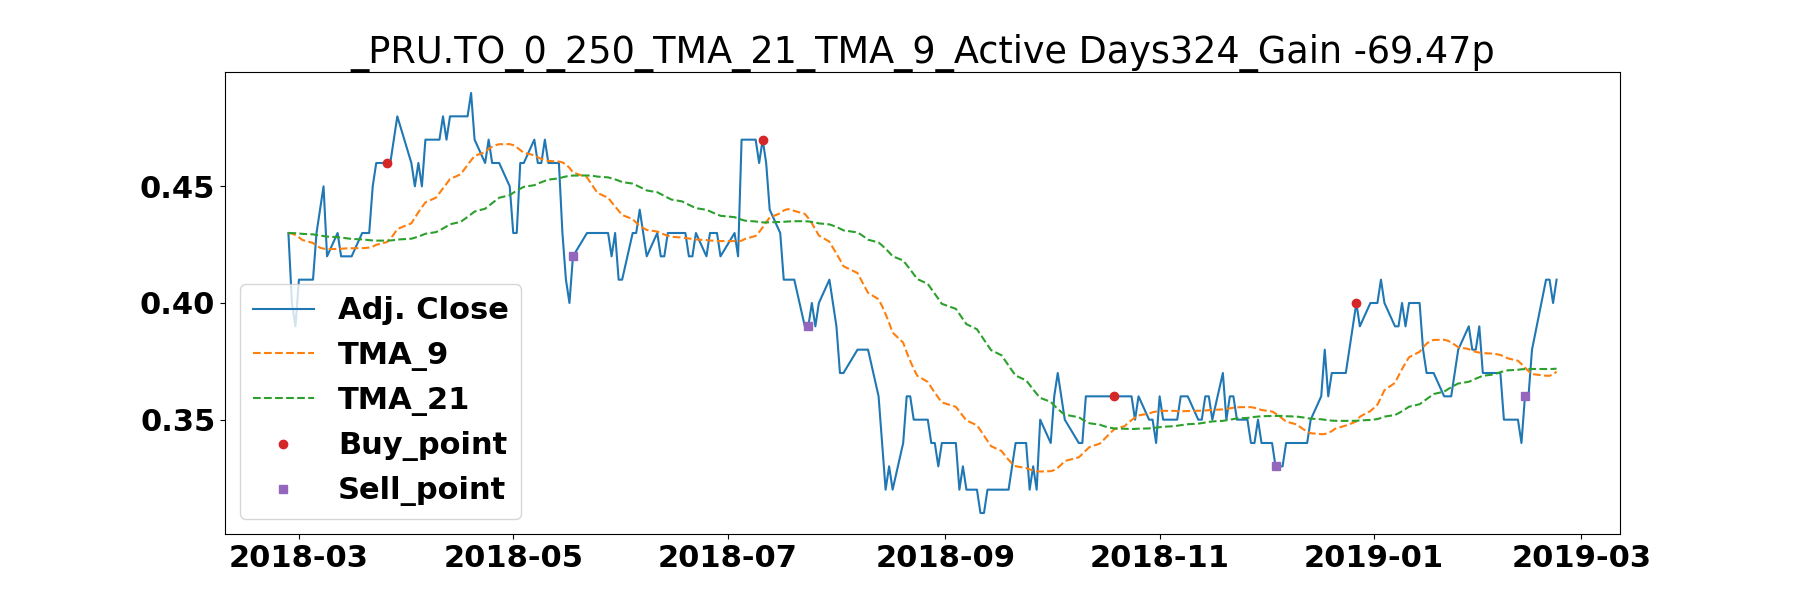 _PRU.TO_0_250_TMA_21_TMA_9_Active Days324_Gain -69.47p
0.45
0.40
0.35
Adj. Close
TMA_9
TMA_21
Buy_point
Sell_point
2018-03 2018-05 2018-07 2018-09 2018-11 2019-01 2019-03